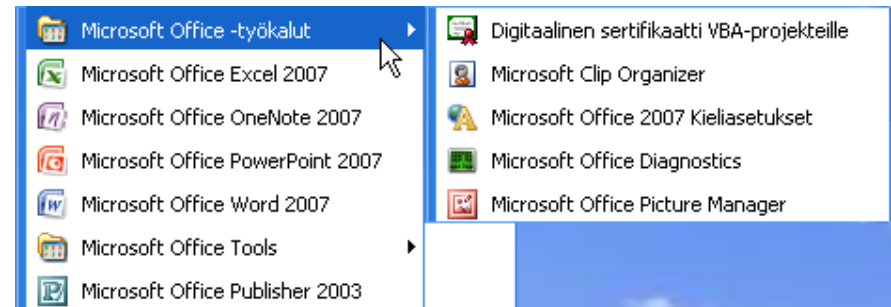 Microsoft Office -työkalut
Microsoft Office Excel 2007
Microsoft Office OneNote 2007
Microsoft Office PowerPoint 2007
Microsoft Office Word 2007
Microsoft Office Tools
Microsoft Office Publisher 2003
Digitaalinen sertifikaatti VBA-projekteille
Microsoft Clip Organizer
Microsoft Office 2007 Kieliasetukset
Microsoft Office Diagnostics
Microsoft Office Picture Manager